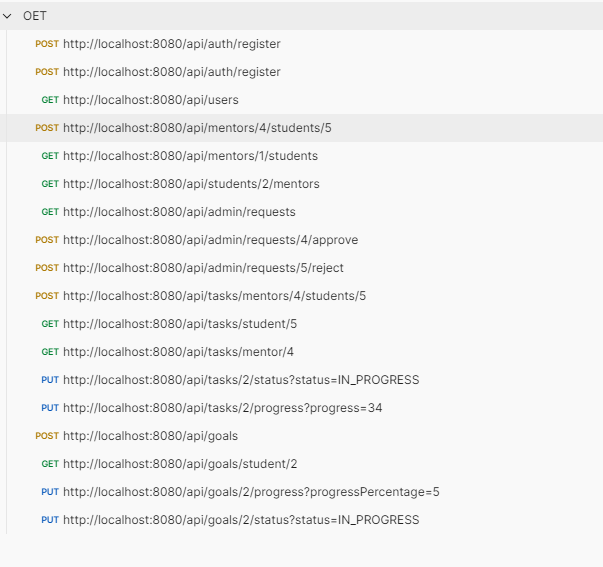 OET
POST http://localhost:8080/api/auth/register
POST http://localhost:8080/api/auth/register
GET http://localhost:8080/api/users
POST http://localhost:8080/api/mentors/4/students/5
GET http://localhost:8080/api/mentors/1/students
GET http://localhost:8080/api/students/2/mentors
GET http://localhost:8080/api/admin/requests
POST http://localhost:8080/api/admin/requests/4/approve
POST http://localhost:8080/api/admin/requests/5/reject
POST http://localhost:8080/api/tasks/mentors/4/students/5
GET http://localhost:8080/api/tasks/student/5
GET http://localhost:8080/api/tasks/mentor/4
PUT http://localhost:8080/api/tasks/2/status?status=IN_PROGRESS
PUT http://localhost:8080/api/tasks/2/progress?progress=34
POST http://localhost:8080/api/goals
GET http://localhost:8080/api/goals/student/2
PUT http://localhost:8080/api/goals/2/progress?progressPercentage=5
PUT http://localhost:8080/api/goals/2/status?status=IN_PROGRESS